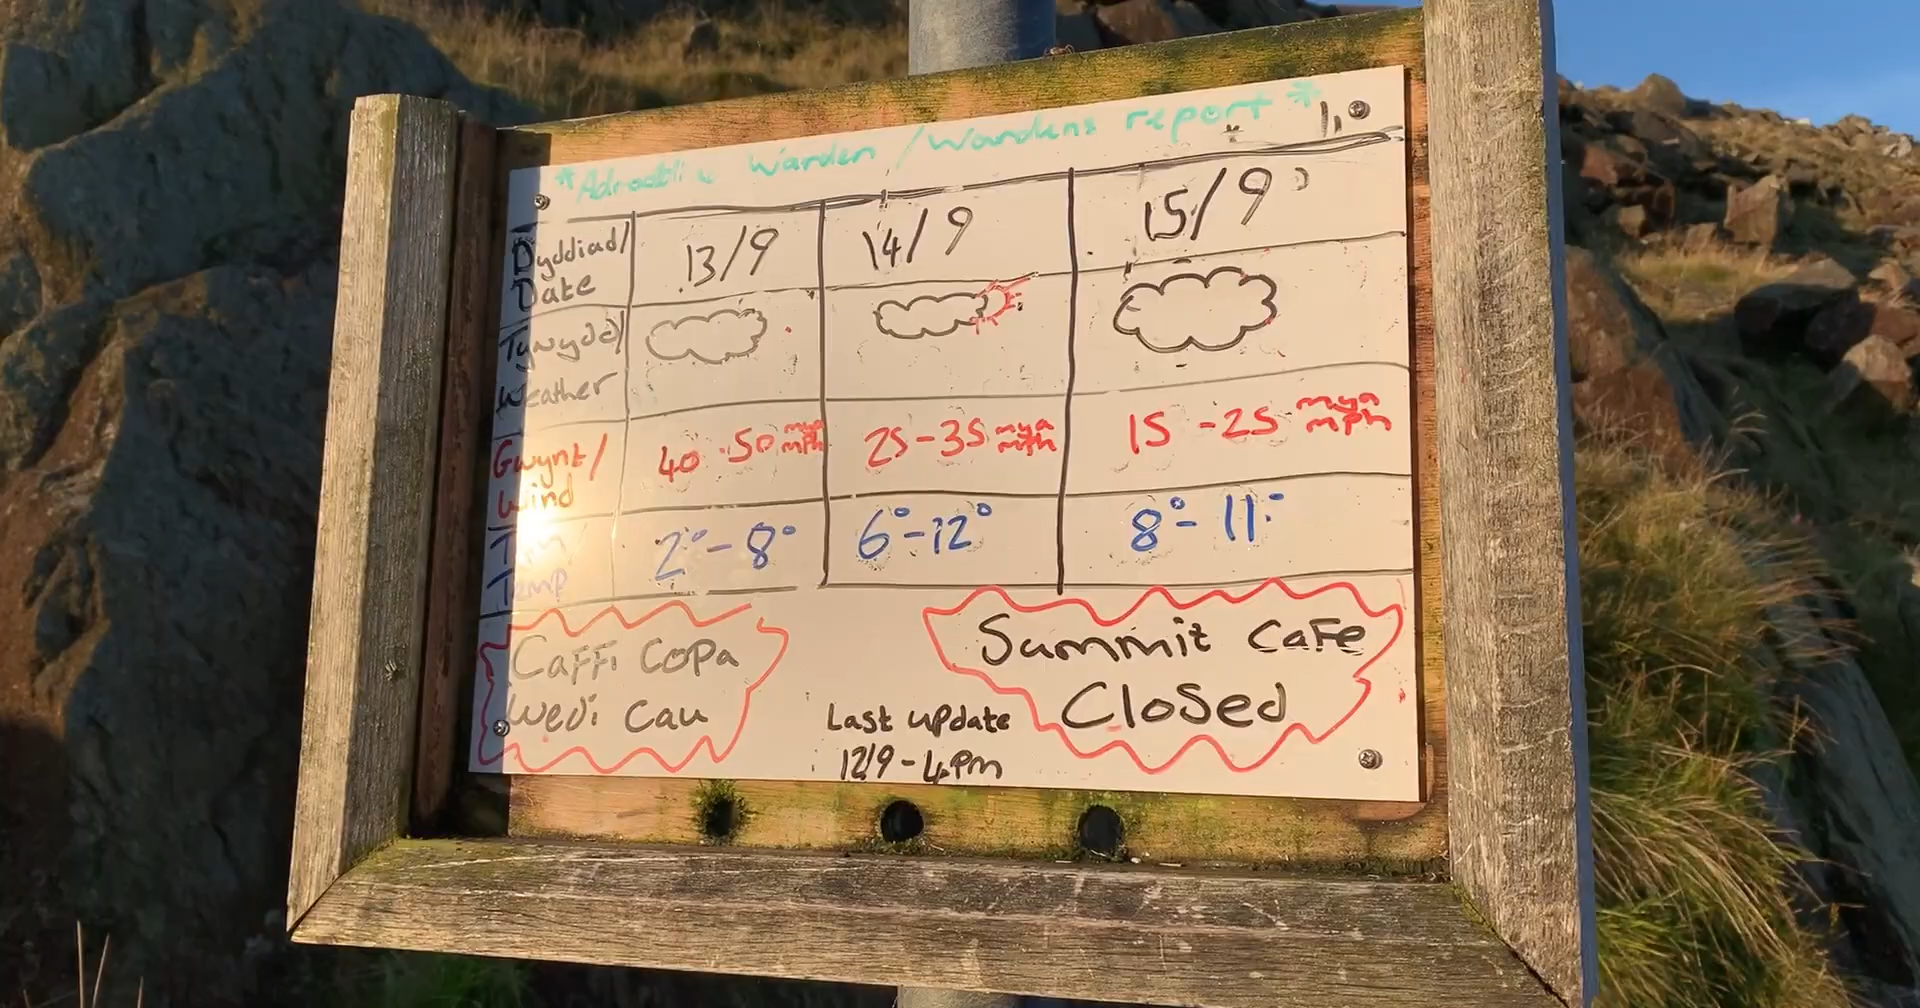 *Adroddiad Warden / Wardens report*
Dyddiad/ 13/9 14/9 15/9
Date
Tywydd/
Weather
Gwynt/ 40-50 mya mph 25-35 mya mph 15-25 mya mph
Wind
2°-8° 6°-12° 8°-11°
Temp
Caffi Copa
Wedi Cau
Summit Cafe
Closed
Last update
12/9-4pm